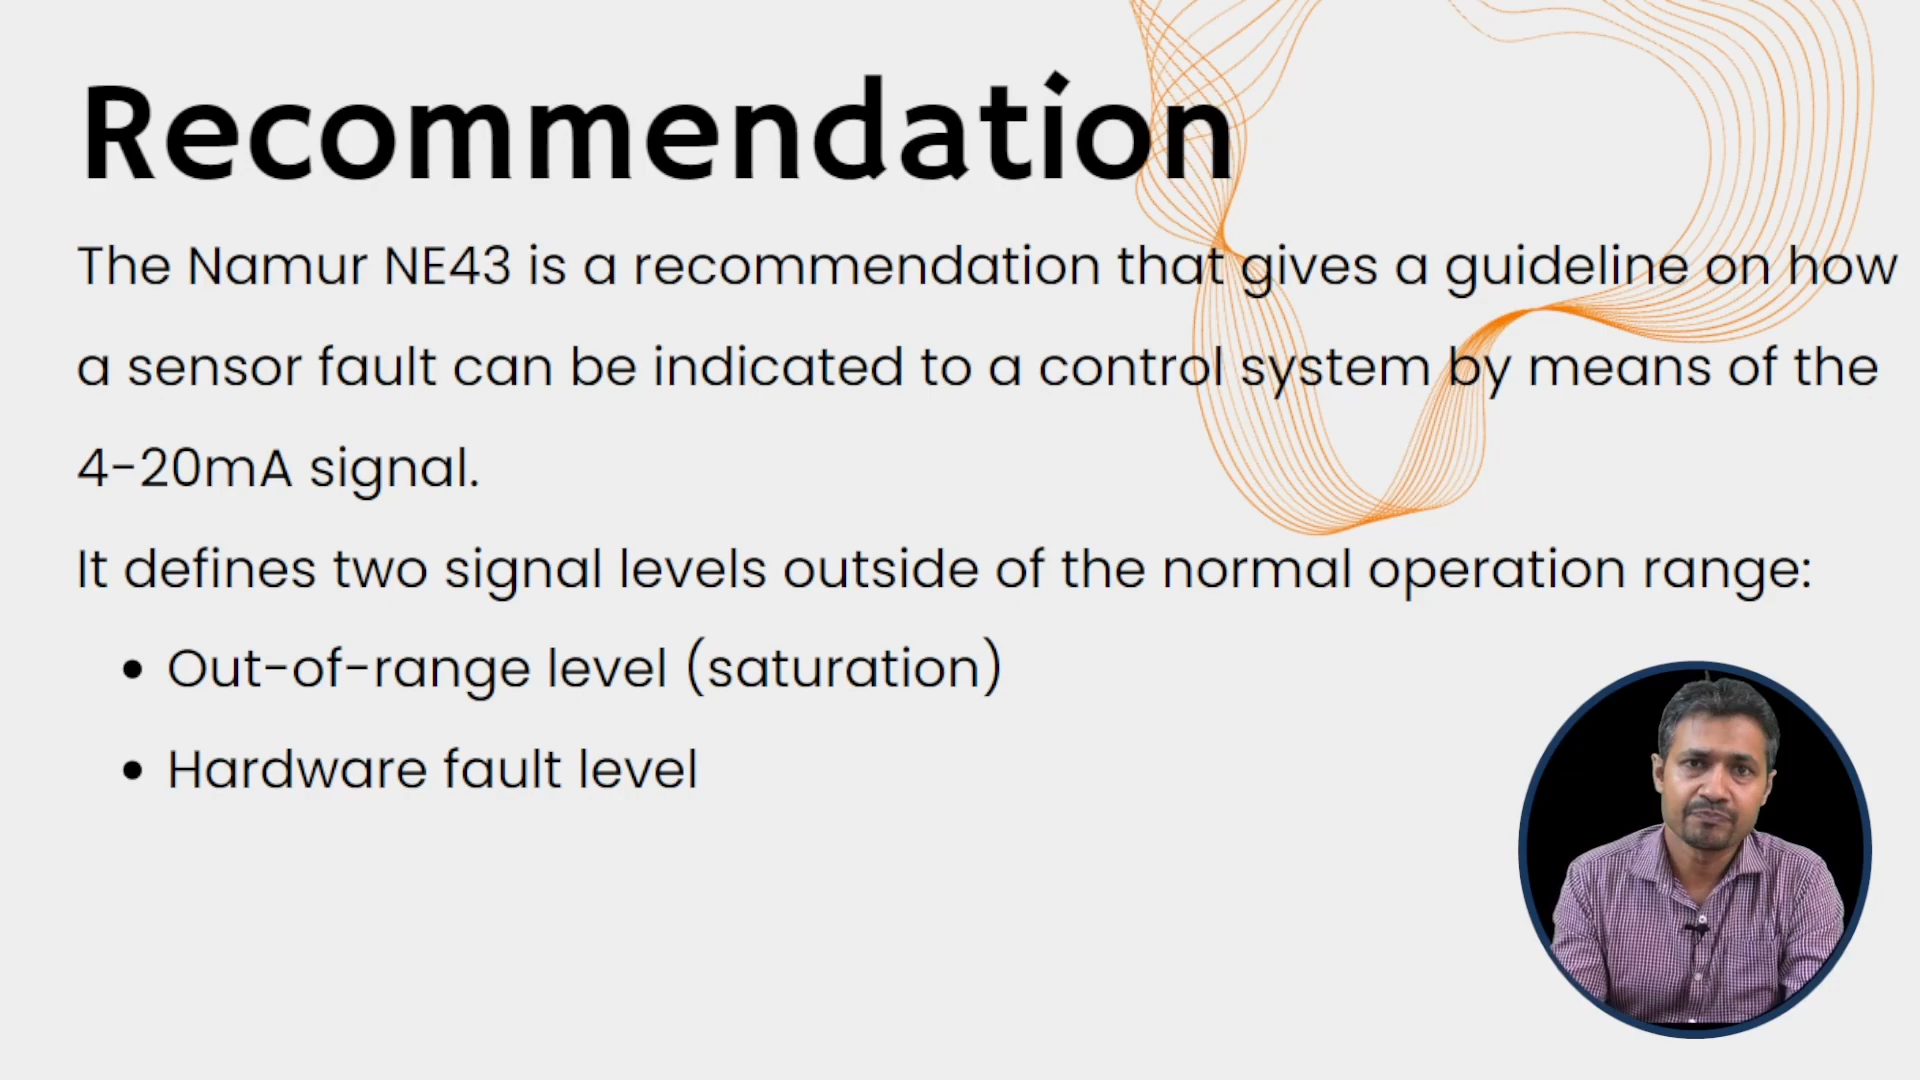 Recommendation
The Namur NE43 is a recommendation that gives a guideline on how
a sensor fault can be indicated to a control system by means of the
4-20mA signal.
It defines two signal levels outside of the normal operation range:
• Out-of-range level (saturation)
• Hardware fault level